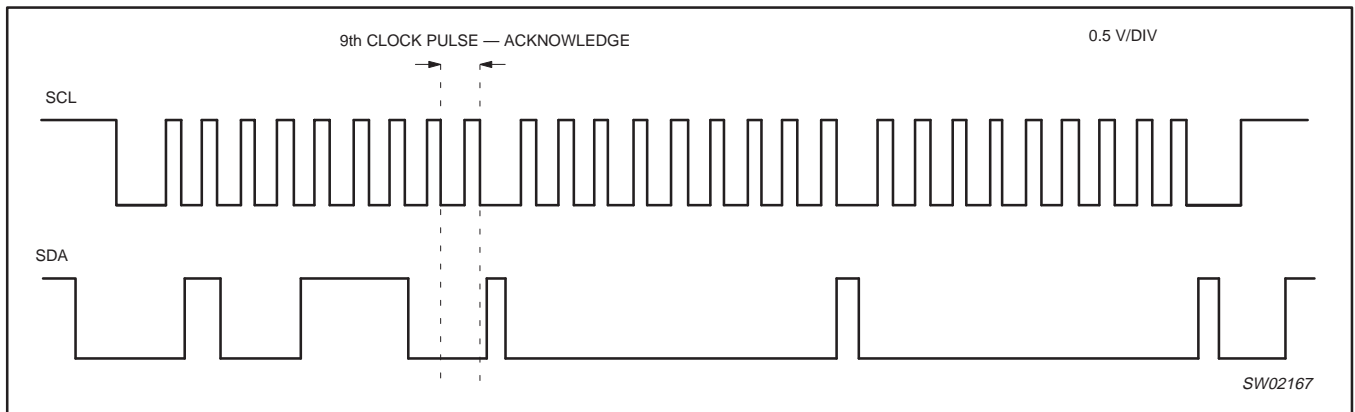 9th CLOCK PULSE — ACKNOWLEDGE
0.5 V/DIV
SCL
SDA
SW02167